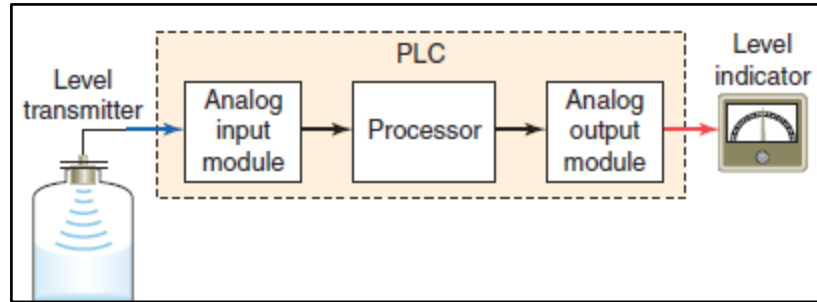 PLC
Level
transmitter
Analog
input
module
Processor
Analog
output
module
Level
indicator